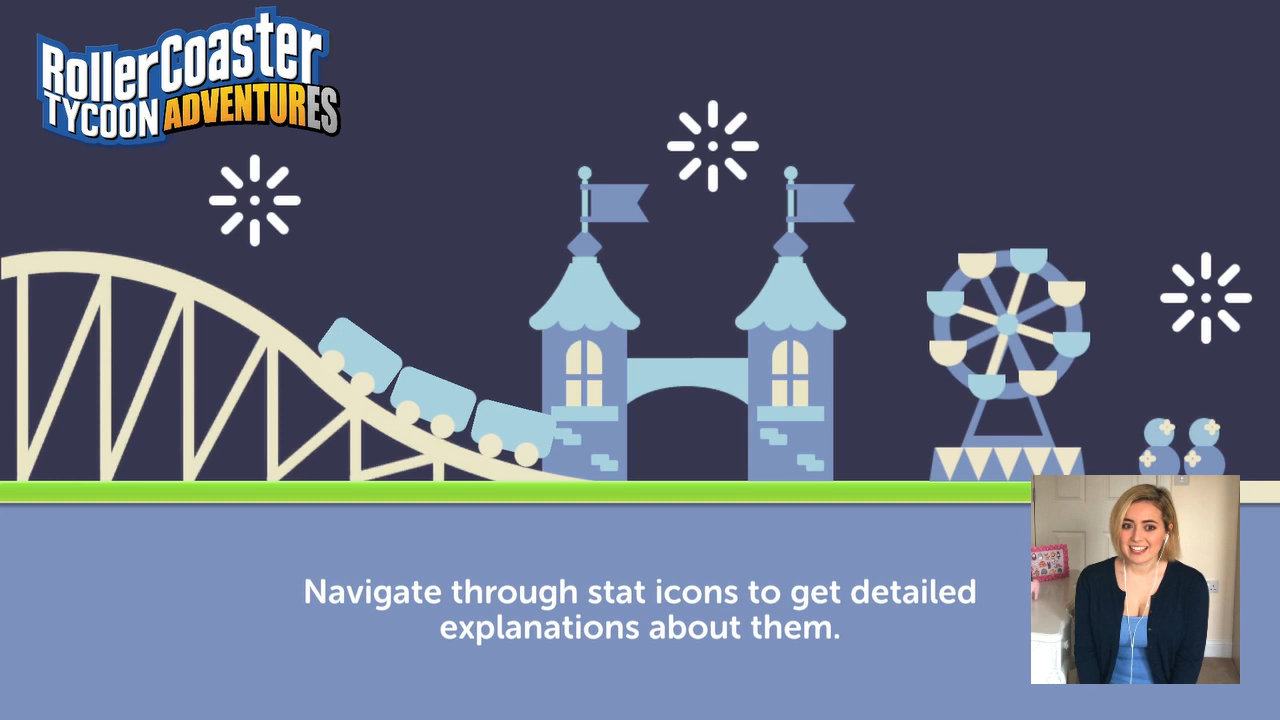 RollerCoaster
TYCOON ADVENTURES
Navigate through stat icons to get detailed
explanations about them.